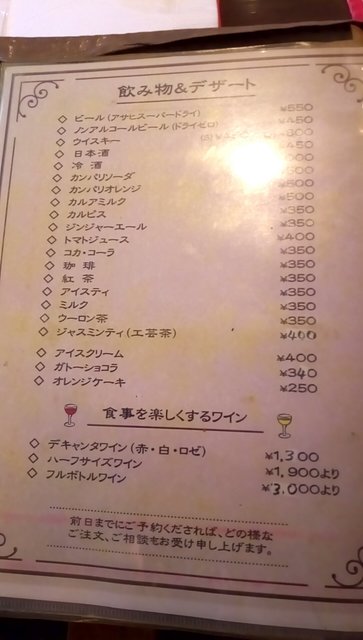 飲み物&デザート
◇ ビール(アサヒスーパードライ) ¥550
◇ ノンアルコールビール(ドライゼロ) ¥450
◇ ウイスキー
◇ 日本酒
◇ 冷酒
◇ カンパリソーダ
◇ カンパリオレンジ ¥500
◇ カルアミルク ¥500
◇ カルピス ¥350
◇ ジンジャーエール ¥350
◇ トマトジュース ¥400
◇ コカ・コーラ ¥350
◇ 珈琲 ¥350
◇ 紅茶 ¥350
◇ アイスティ ¥350
◇ ミルク ¥350
◇ ウーロン茶 ¥350
◇ ジャスミンティ(工芸茶) ¥400
◇ アイスクリーム ¥400
◇ ガトーショコラ ¥340
◇ オレンジケーキ ¥250
食事を楽しくするワイン
◇ デキャンタワイン(赤・白・ロゼ) ¥1,300
◇ ハーフサイズワイン ¥1,900より
◇ フルボトルワイン ¥3,000より
前日までにご予約くだされば、どの様な
ご注文、ご相談もお受け申し上げます。